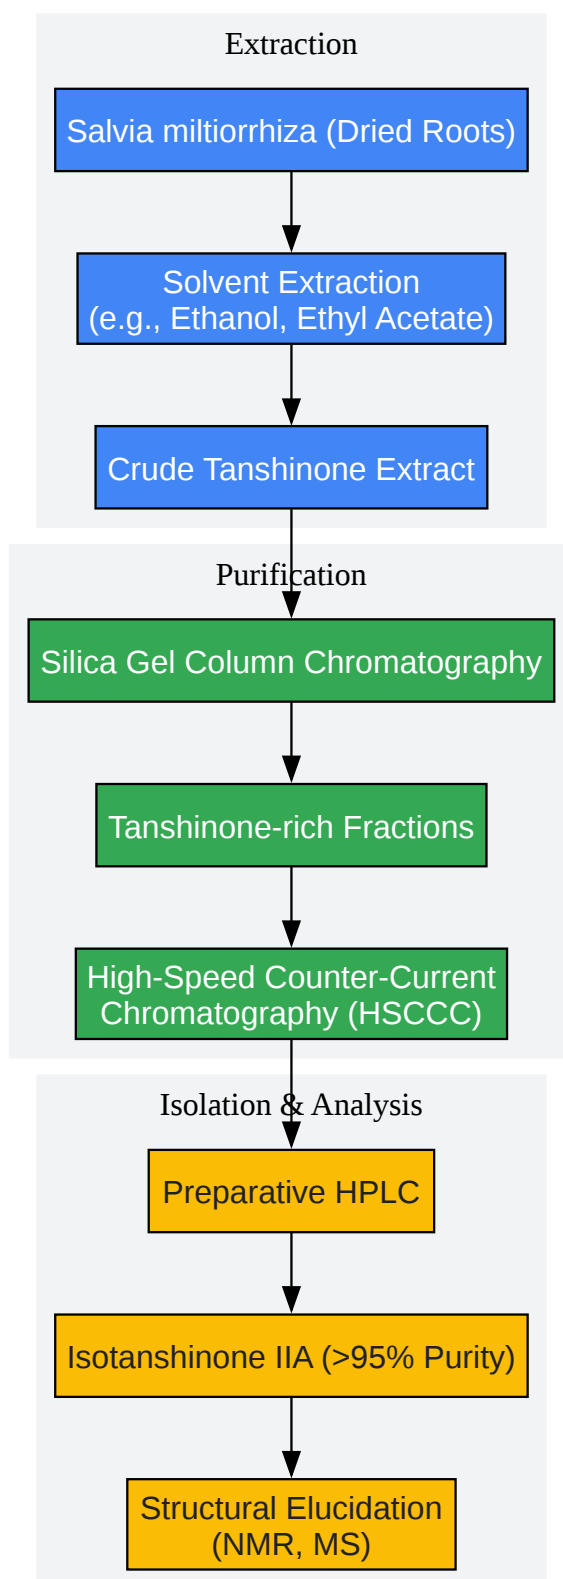 Extraction
Salvia miltiorrhiza (Dried Roots)
Solvent Extraction
(e.g., Ethanol, Ethyl Acetate)
Crude Tanshinone Extract
Purification
Silica Gel Column Chromatography
Tanshinone-rich Fractions
High-Speed Counter-Current
Chromatography (HSCCC)
Isolation & Analysis
Preparative HPLC
Isotanshinone IIA (>95% Purity)
Structural Elucidation
(NMR, MS)